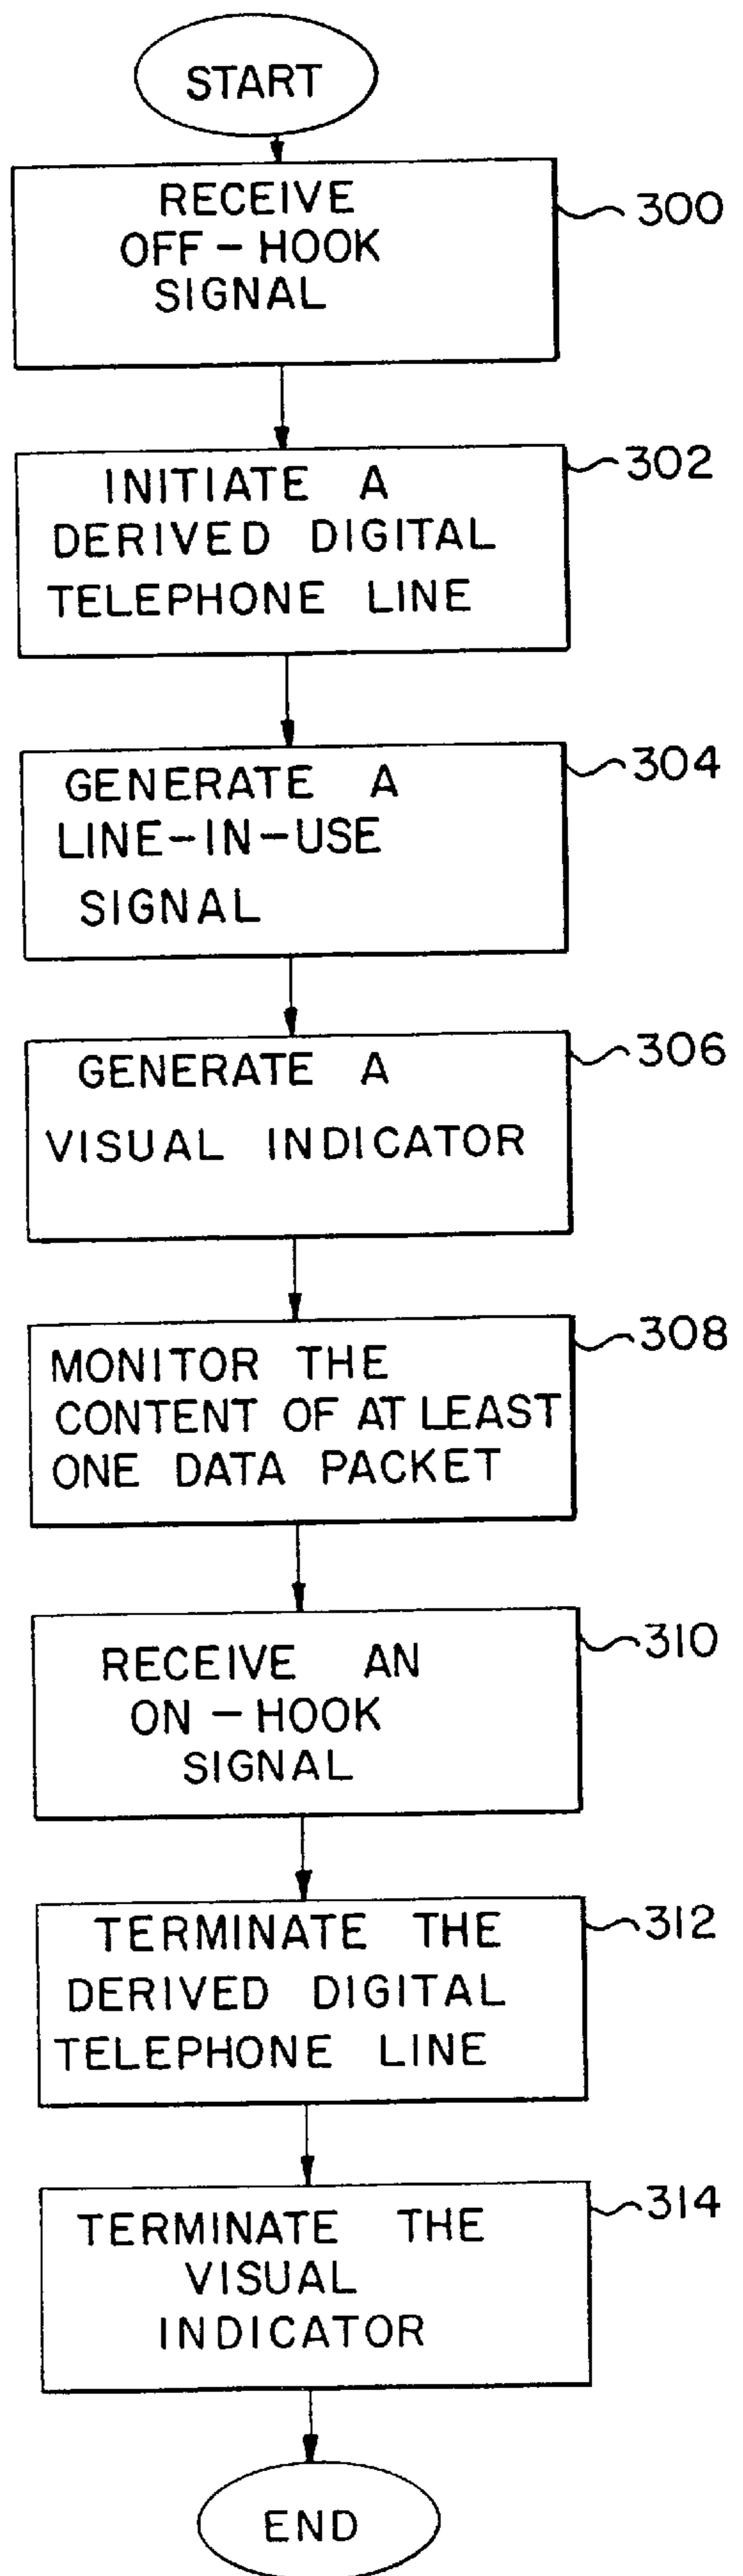 START
RECEIVE
OFF-HOOK
SIGNAL
300
INITIATE A
DERIVED DIGITAL
TELEPHONE LINE
302
GENERATE A
LINE-IN-USE
SIGNAL
304
GENERATE A
VISUAL INDICATOR
306
MONITOR THE
CONTENT OF AT LEAST
ONE DATA PACKET
308
RECEIVE AN
ON-HOOK
SIGNAL
310
TERMINATE THE
DERIVED DIGITAL
TELEPHONE LINE
312
TERMINATE THE
VISUAL
INDICATOR
314
END